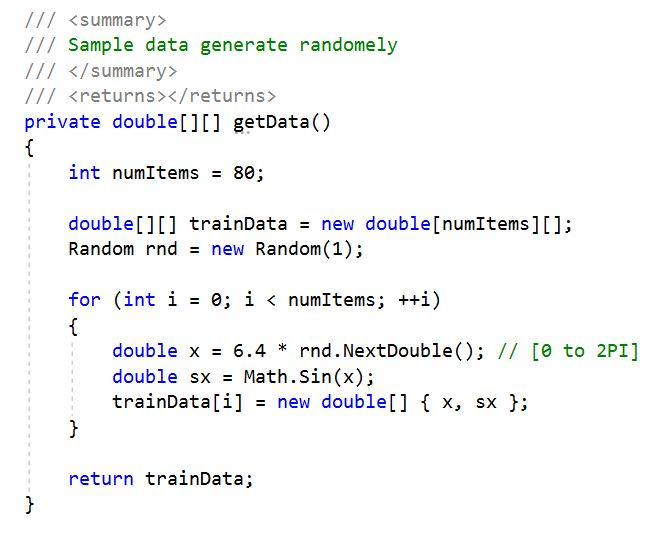 /// <summary>
/// Sample data generate randomely
/// </summary>
/// <returns></returns>
private double[][] getData()
{
int numItems = 80;
double[][] trainData = new double[numItems][];
Random rnd = new Random(1);
for (int i = 0; i < numItems; ++i)
{
double x = 6.4 * rnd.NextDouble(); // [0 to 2PI]
double sx = Math.Sin(x);
trainData[i] = new double[] { x, sx };
}
return trainData;
}